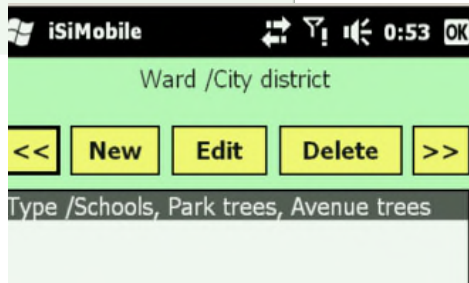 iSiMobile 0:53 OK
Ward /City district
<< New Edit Delete >>
Type /Schools, Park trees, Avenue trees